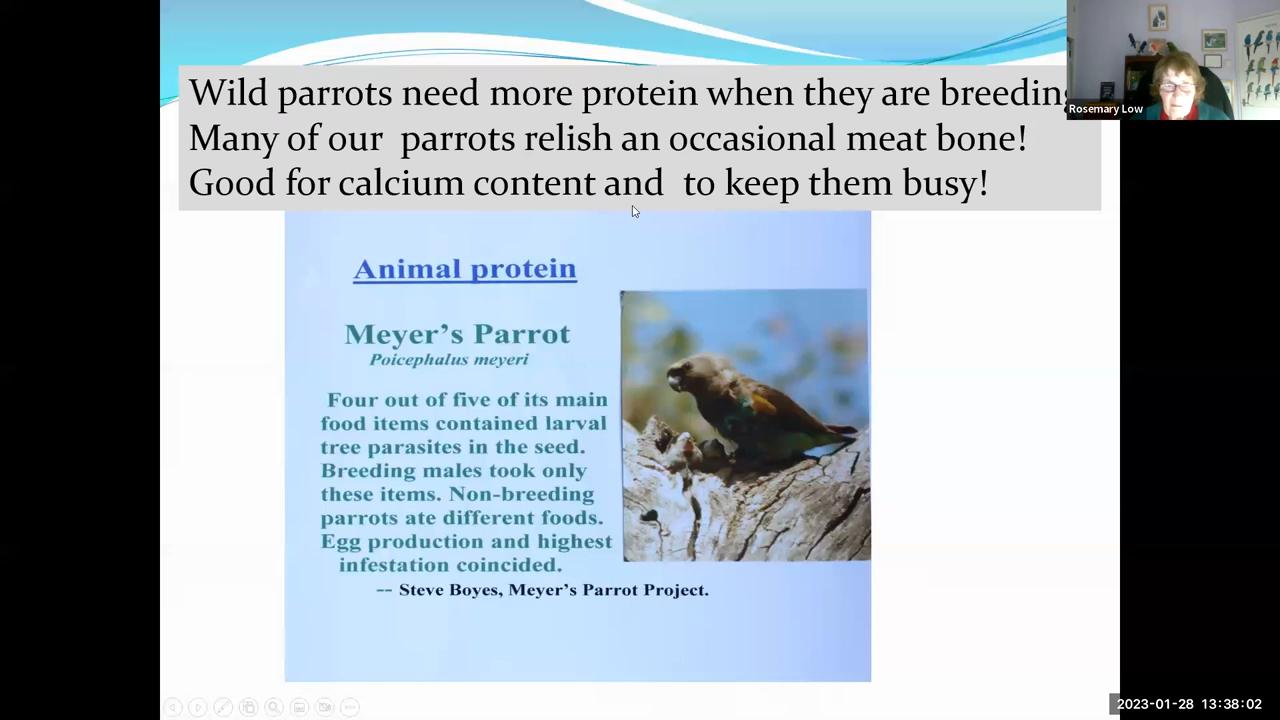 Wild parrots need more protein when they are breeding
Many of our  parrots relish an occasional meat bone!
Good for calcium content and  to keep them busy!
Rosemary Low
Animal protein
Meyer’s Parrot
Poicephalus meyeri
Four out of five of its main
food items contained larval
tree parasites in the seed.
Breeding males took only
these items. Non-breeding
parrots ate different foods.
Egg production and highest
infestation coincided.
-- Steve Boyes, Meyer’s Parrot Project.
2023-01-28  13:38:02